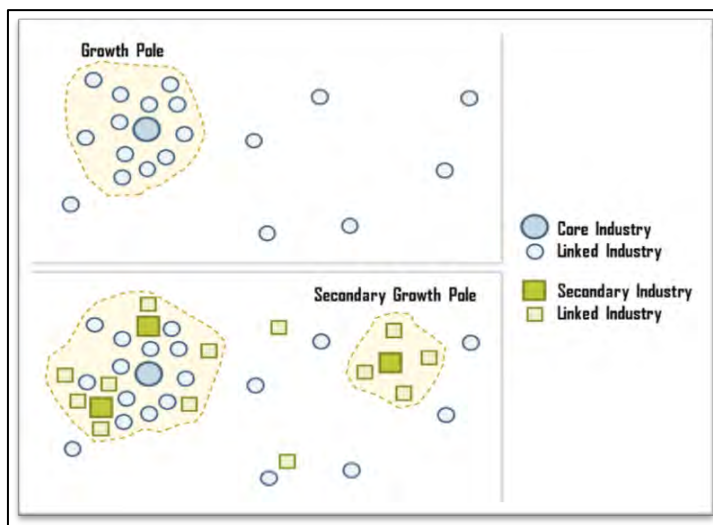 Growth Pole
Core Industry
Linked Industry
Secondary Industry
Linked Industry
Secondary Growth Pole